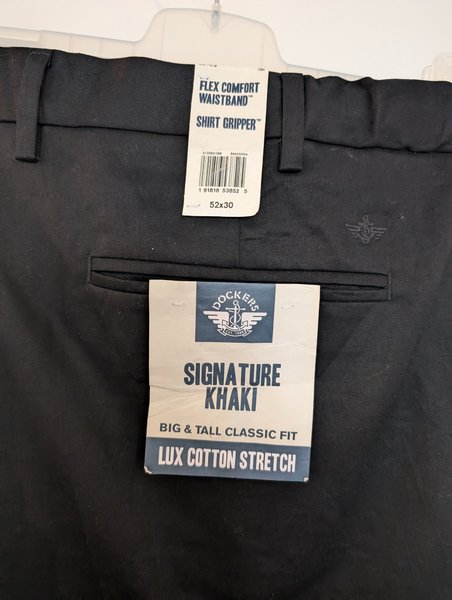 FLEX COMFORT
WAISTBAND™
SHIRT GRIPPER™
1 91816 53852 5
52x30
DOCKERS
SIGNATURE
KHAKI
BIG & TALL CLASSIC FIT
LUX COTTON STRETCH